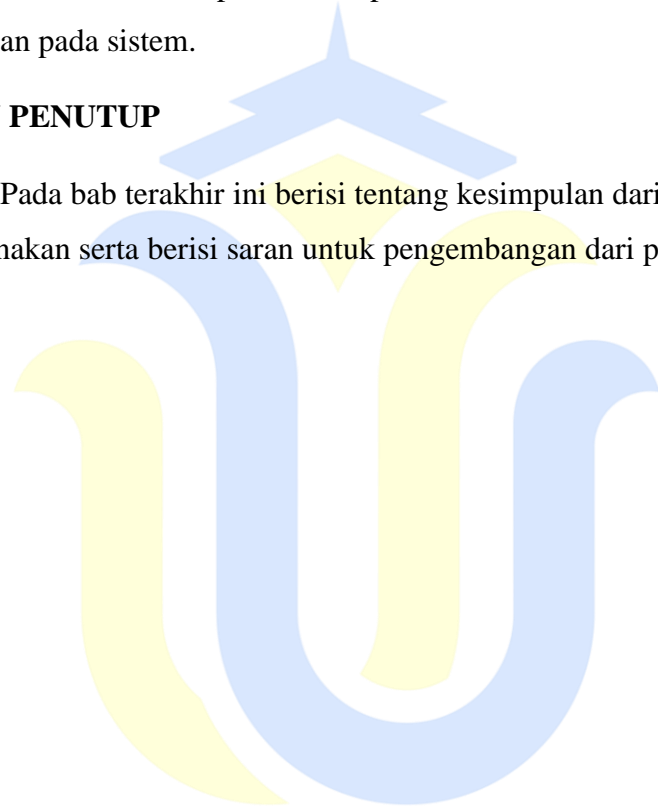 an pada sistem.
PENUTUP
Pada bab terakhir ini berisi tentang kesimpulan dari
nakan serta berisi saran untuk pengembangan dari p